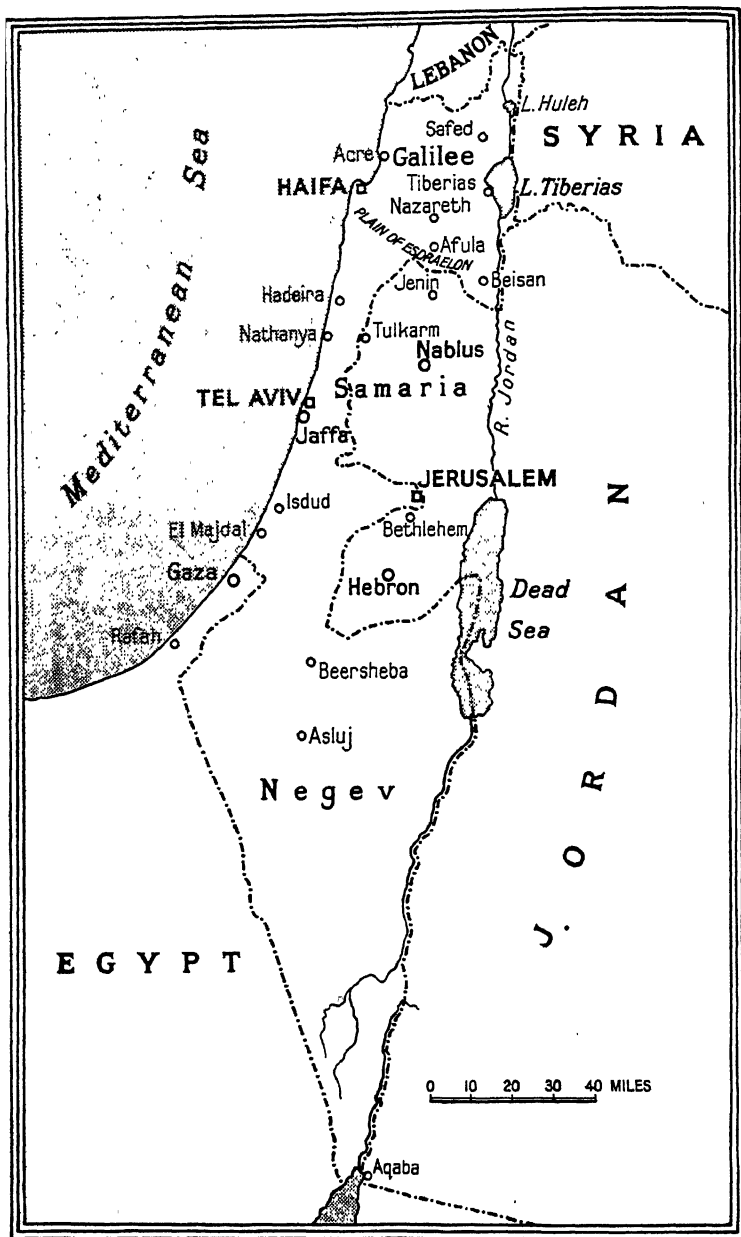 LEBANON
L. Huleh
Safed
SYRIA
Acre
Galilee
HAIFA
Tiberias
L. Tiberias
Nazareth
PLAIN OF ESDRAELON
Afula
Jenin
Beisan
Hadeira
Nathanya
Tulkarm
Nablus
Samaria
R. Jordan
TEL AVIV
Jaffa
Mediterranean Sea
JERUSALEM
Isdud
Bethlehem
El Majdal
Gaza
Hebron
Dead
Sea
Rafah
Beersheba
Asluj
Negev
JORDAN
EGYPT
0 10 20 30 40 MILES
Aqaba